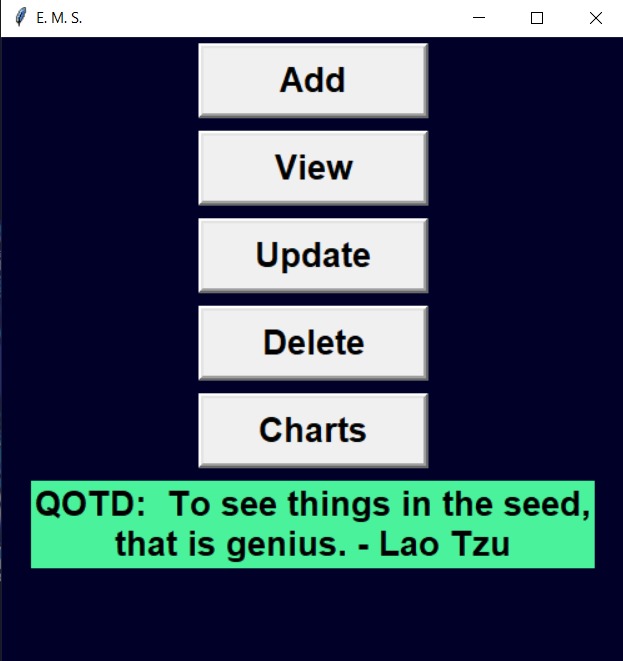 E. M. S.
Add
View
Update
Delete
Charts
QOTD:  To see things in the seed,
that is genius. - Lao Tzu